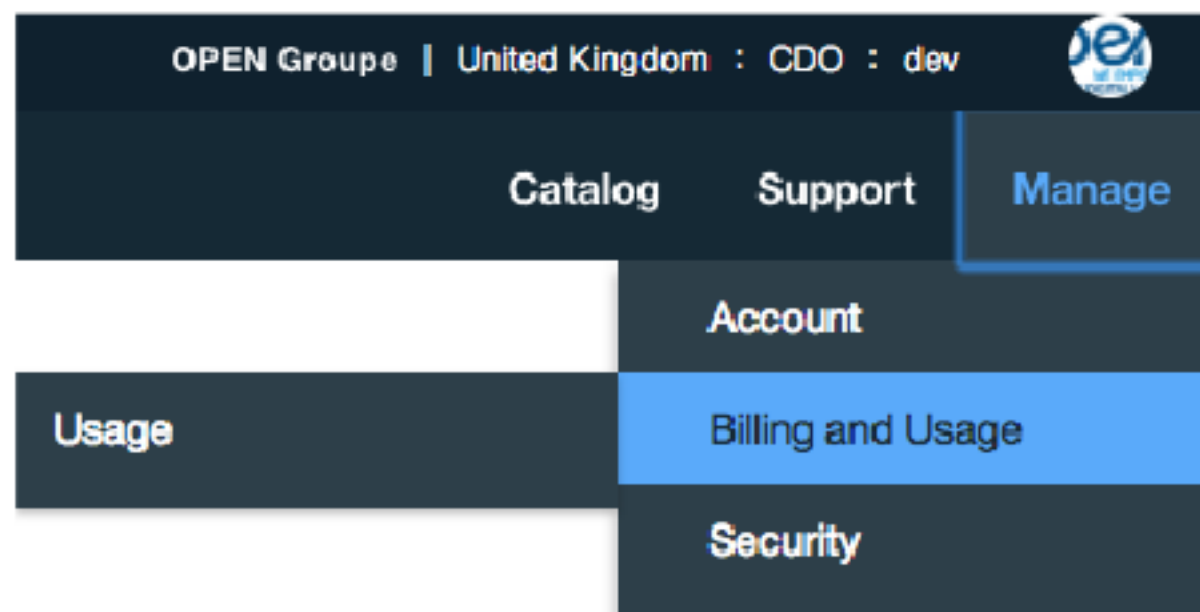 OPEN Groupe | United Kingdom : CDO : dev
Catalog Support Manage
Account
Usage Billing and Usage
Security